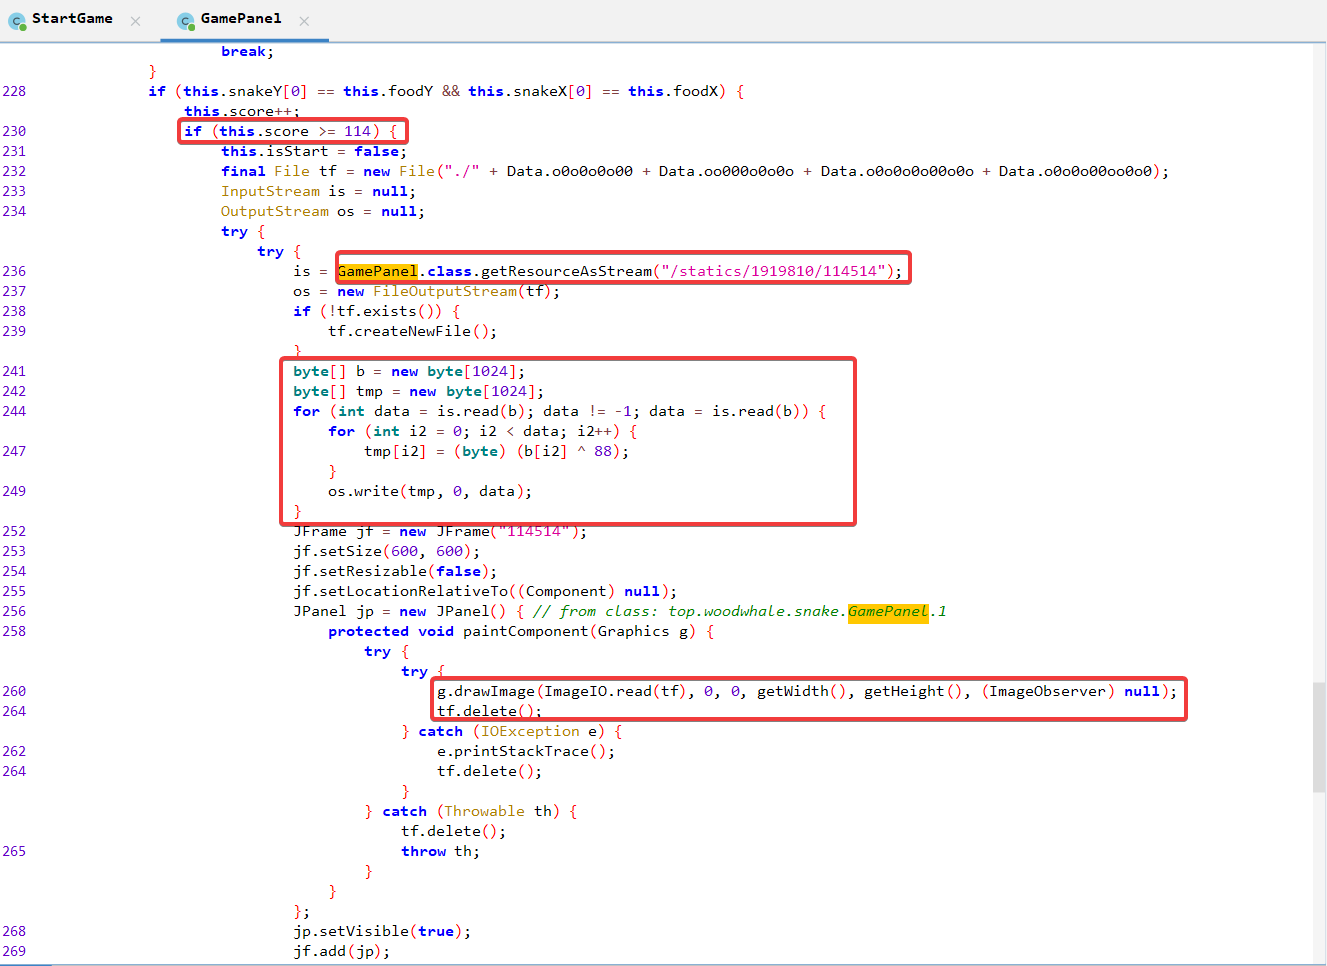 StartGame
GamePanel
break;
}
228 if (this.snakeY[0] == this.foodY && this.snakeX[0] == this.foodX) {
this.score++;
230 if (this.score >= 114) {
231 this.isStart = false;
232 final File tf = new File("./" + Data.o0o0o0o00 + Data.oo000o0o0o + Data.o0o0o0o00o0o + Data.o0o0o00oo0o0);
233 InputStream is = null;
234 OutputStream os = null;
try {
try {
236 is = GamePanel.class.getResourceAsStream("/statics/1919810/114514");
237 os = new FileOutputStream(tf);
238 if (!tf.exists()) {
239 tf.createNewFile();
}
241 byte[] b = new byte[1024];
242 byte[] tmp = new byte[1024];
244 for (int data = is.read(b); data != -1; data = is.read(b)) {
for (int i2 = 0; i2 < data; i2++) {
247 tmp[i2] = (byte) (b[i2] ^ 88);
}
249 os.write(tmp, 0, data);
}
252 JFrame jf = new JFrame("114514");
253 jf.setSize(600, 600);
254 jf.setResizable(false);
255 jf.setLocationRelativeTo((Component) null);
256 JPanel jp = new JPanel() { // from class: top.woodwhale.snake.GamePanel.1
258 protected void paintComponent(Graphics g) {
try {
try {
260 g.drawImage(ImageIO.read(tf), 0, 0, getWidth(), getHeight(), (ImageObserver) null);
264 tf.delete();
} catch (IOException e) {
262 e.printStackTrace();
264 tf.delete();
}
} catch (Throwable th) {
tf.delete();
265 throw th;
}
}
};
268 jp.setVisible(true);
269 jf.add(jp);